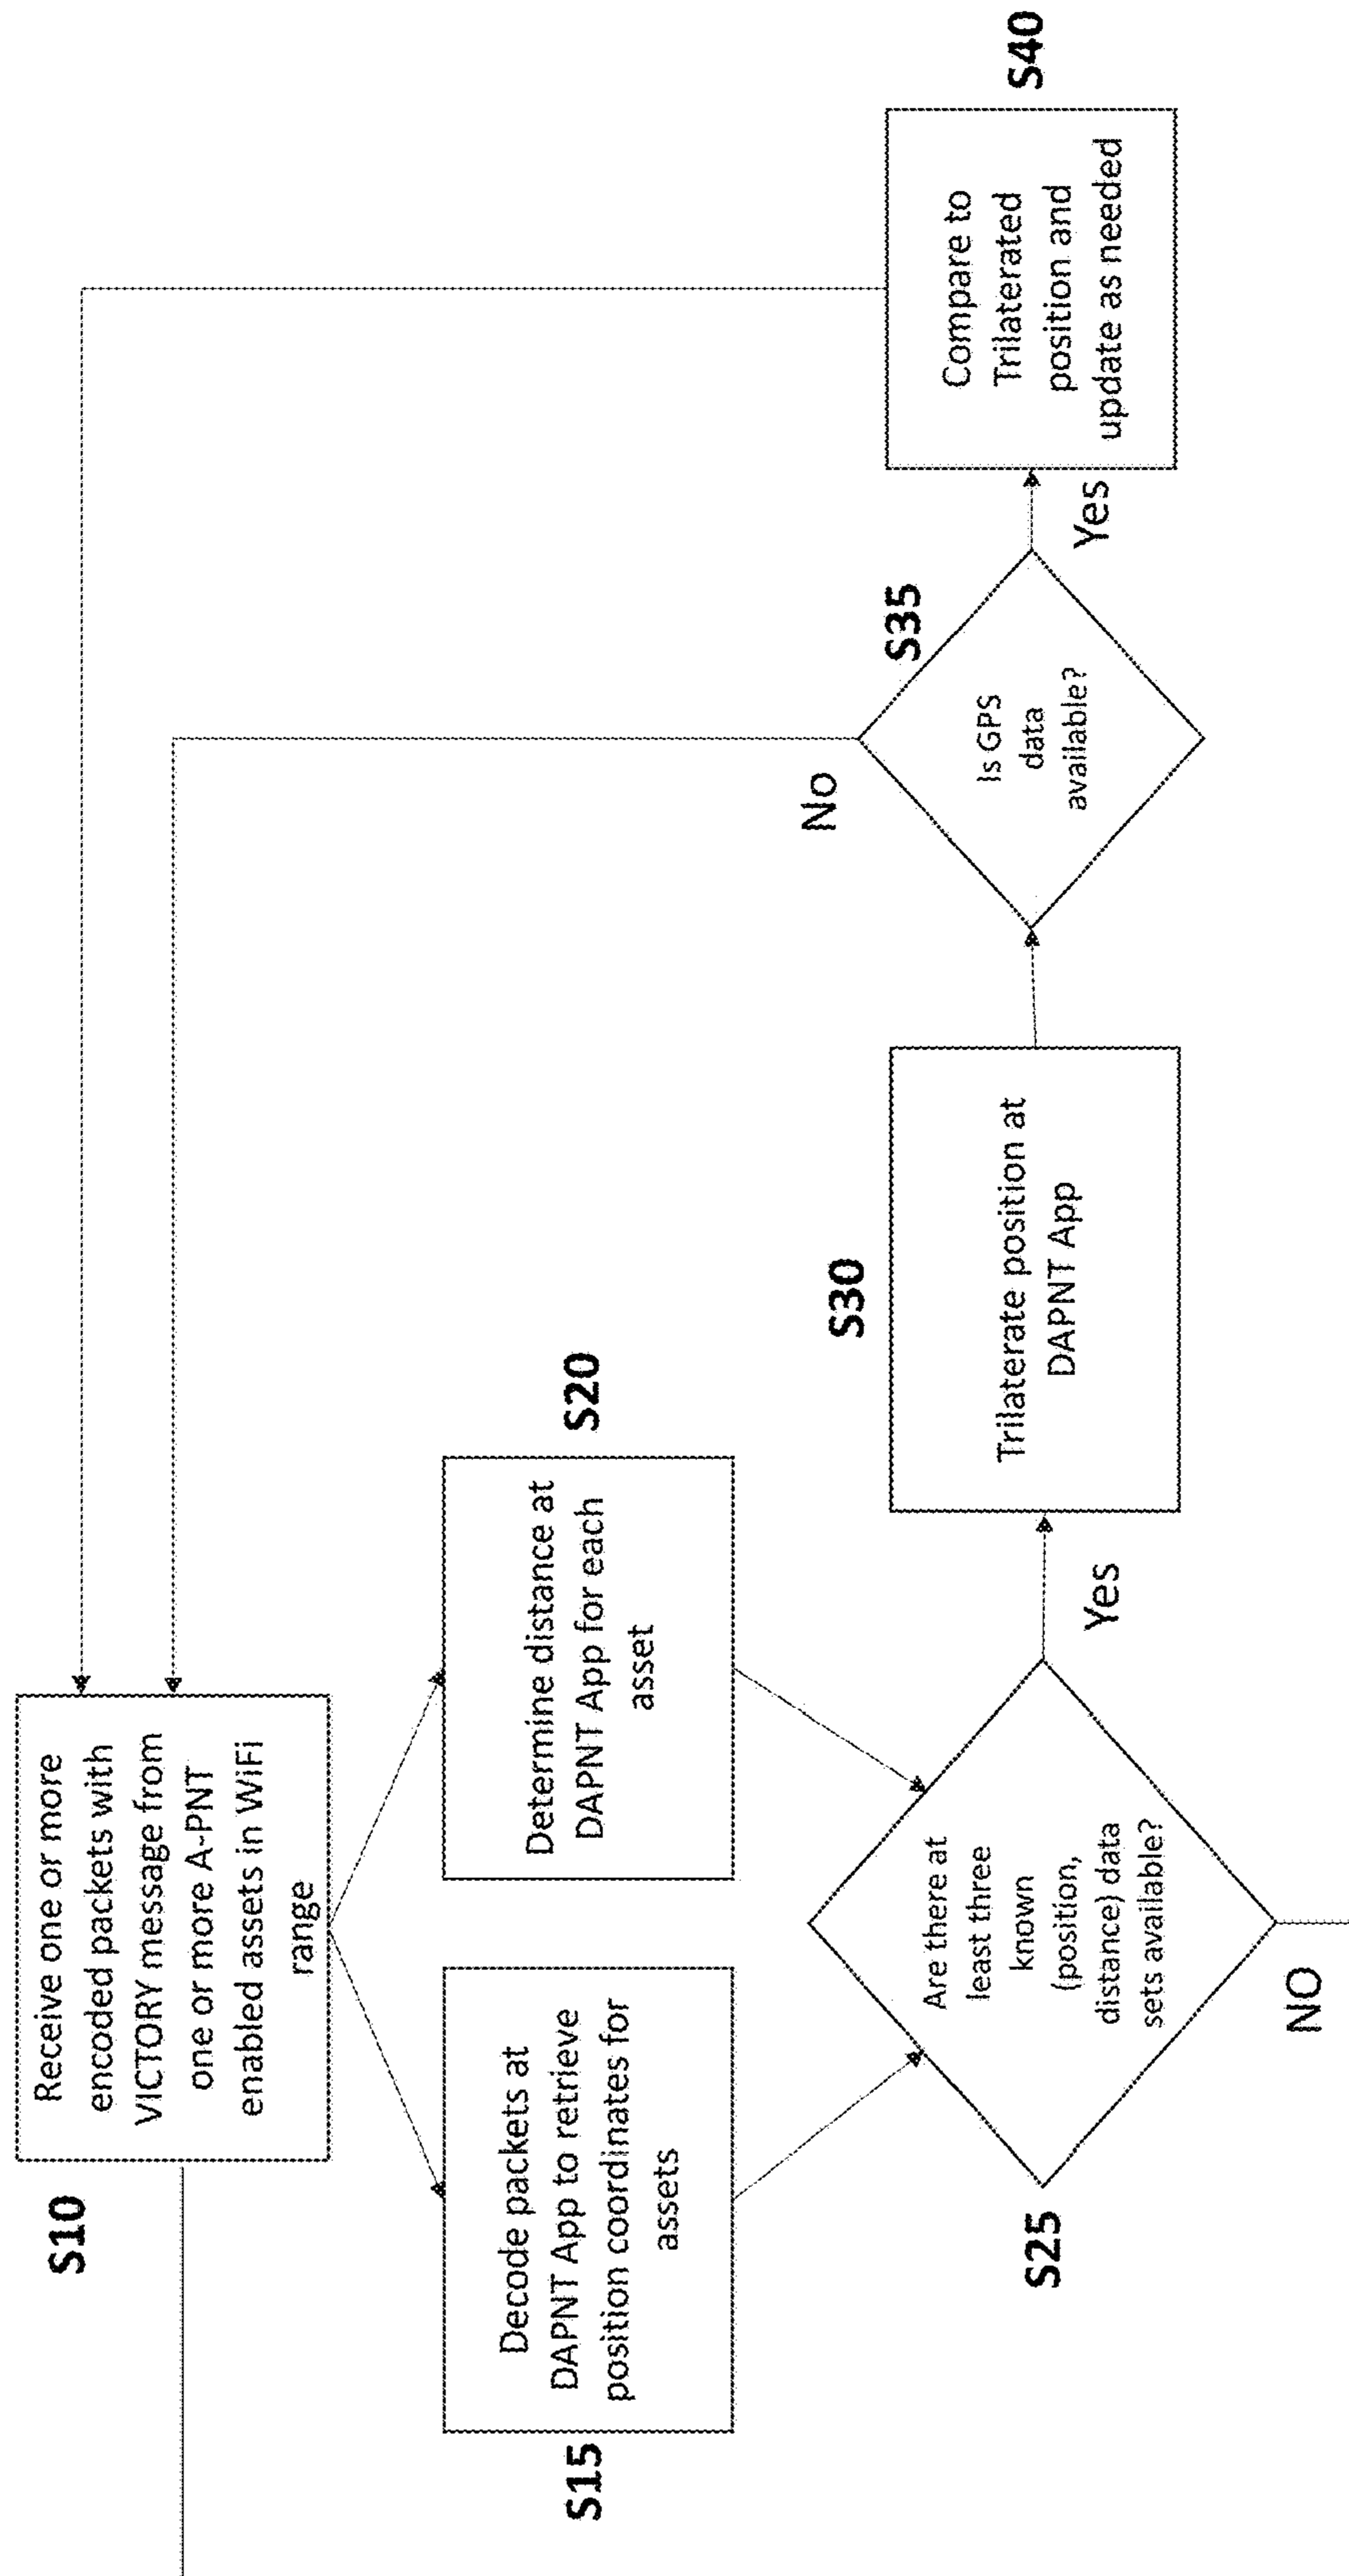 S10
Receive one or more
encoded packets with
VICTORY message from
one or more A-PNT
enabled assets in WiFi
range
S15
Decode packets at
DAPNT App to retrieve
position coordinates for
assets
Determine distance at
DAPNT App for each
asset
S20
S25
Are there at
least three
known
(position,
distance) data
sets available?
NO
Yes
S30
Trilaterate position at
DAPNT App
S35
Is GPS
data
available?
No
Yes
S40
Compare to
Trilaterated
position and
update as needed